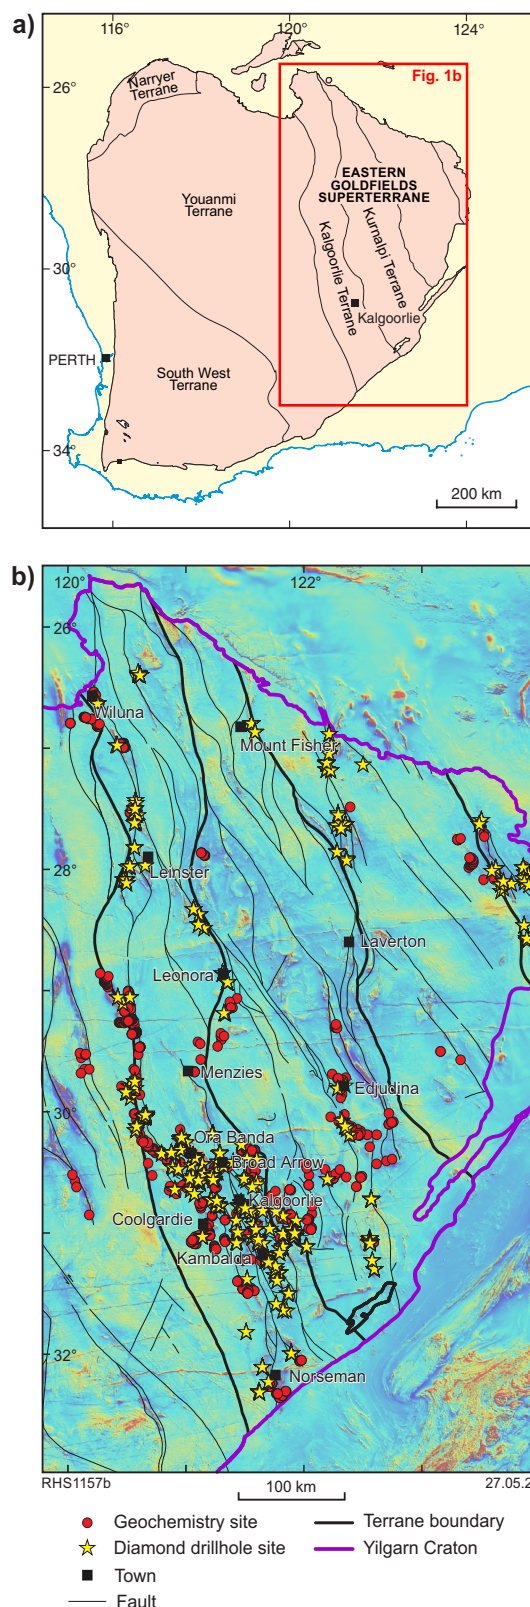 a)
116°
120°
124°
26°
Fig. 1b
Narryer
Terrane
EASTERN
GOLDFIELDS
SUPERTERRANE
Youanmi
Terrane
Kurnalpi Terrane
Kalgoorlie Terrane
30°
Kalgoorlie
PERTH
South West
Terrane
34°
200 km
b)
120°
122°
26°
Wiluna
Mount Fisher
28°
Leinster
Laverton
Leonora
Menzies
Edjudina
30°
Ora Banda
Broad Arrow
Kalgoorlie
Coolgardie
Kambalda
32°
Norseman
RHS1157b
27.05.2
100 km
Geochemistry site
Terrane boundary
Diamond drillhole site
Yilgarn Craton
Town
Fault